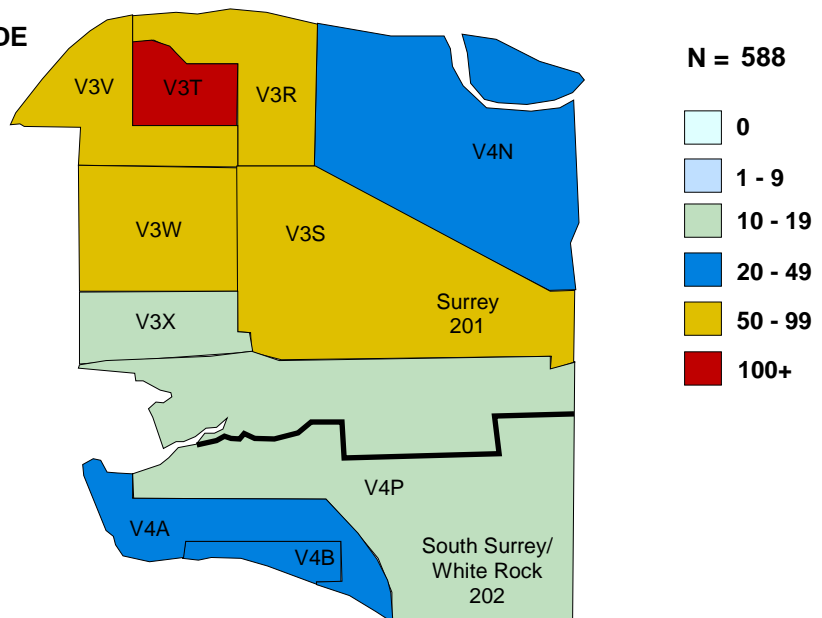 DE
V3V
V3T
V3R
V4N
V3W
V3S
V3X
Surrey
201
V4P
V4A
V4B
South Surrey/
White Rock
202
N = 588
0
1 - 9
10 - 19
20 - 49
50 - 99
100+